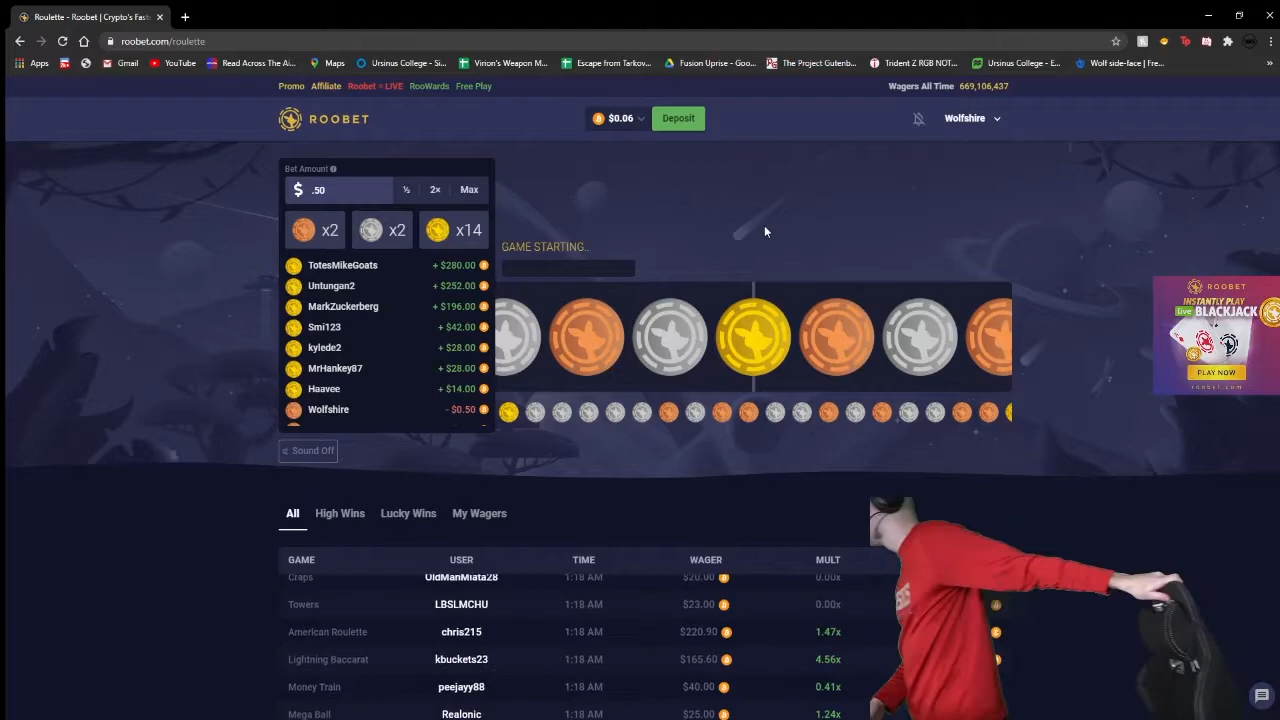 Roulette - Roobet | Crypto's Fast
roobet.com/roulette
Apps
Gmail
YouTube
Read Across The Ai...
Maps
Ursinus College - Si...
Virion's Weapon M...
Escape from Tarkov...
Fusion Uprise - Goo...
The Project Gutenb...
Trident Z RGB NOT...
Ursinus College - E...
Wolf side | Free...
Promo Affiliate Roobet = LIVE RooWards Free Play
Wagers All Time 669,106,437
ROOBET
$0.06
Deposit
Wolfshire
Bet Amount
$ .50 ½ 2× Max
x2 x2 x14
GAME STARTING..
TotesMikeGoats + $280.00
Untungan2 + $252.00
MarkZuckerberg + $196.00
Smi123 + $42.00
kylede2 + $28.00
MrHankey87 + $28.00
Haavee + $14.00
Wolfshire - $0.50
ROOBET
INSTANTLY PLAY
Live BLACKJACK
PLAY NOW
roobet.com
Sound Off
All High Wins Lucky Wins My Wagers
GAME USER TIME WAGER MULT
Craps OldManMiata28 1:18 AM $20.00 0.00x
Towers LBSLMCHU 1:18 AM $23.00 0.00x
American Roulette chris215 1:18 AM $220.90 1.47x
Lightning Baccarat kbuckets23 1:18 AM $165.60 4.56x
Money Train peejayy88 1:18 AM $40.00 0.41x
Mega Ball Realonic 1:18 AM $25.00 1.24x